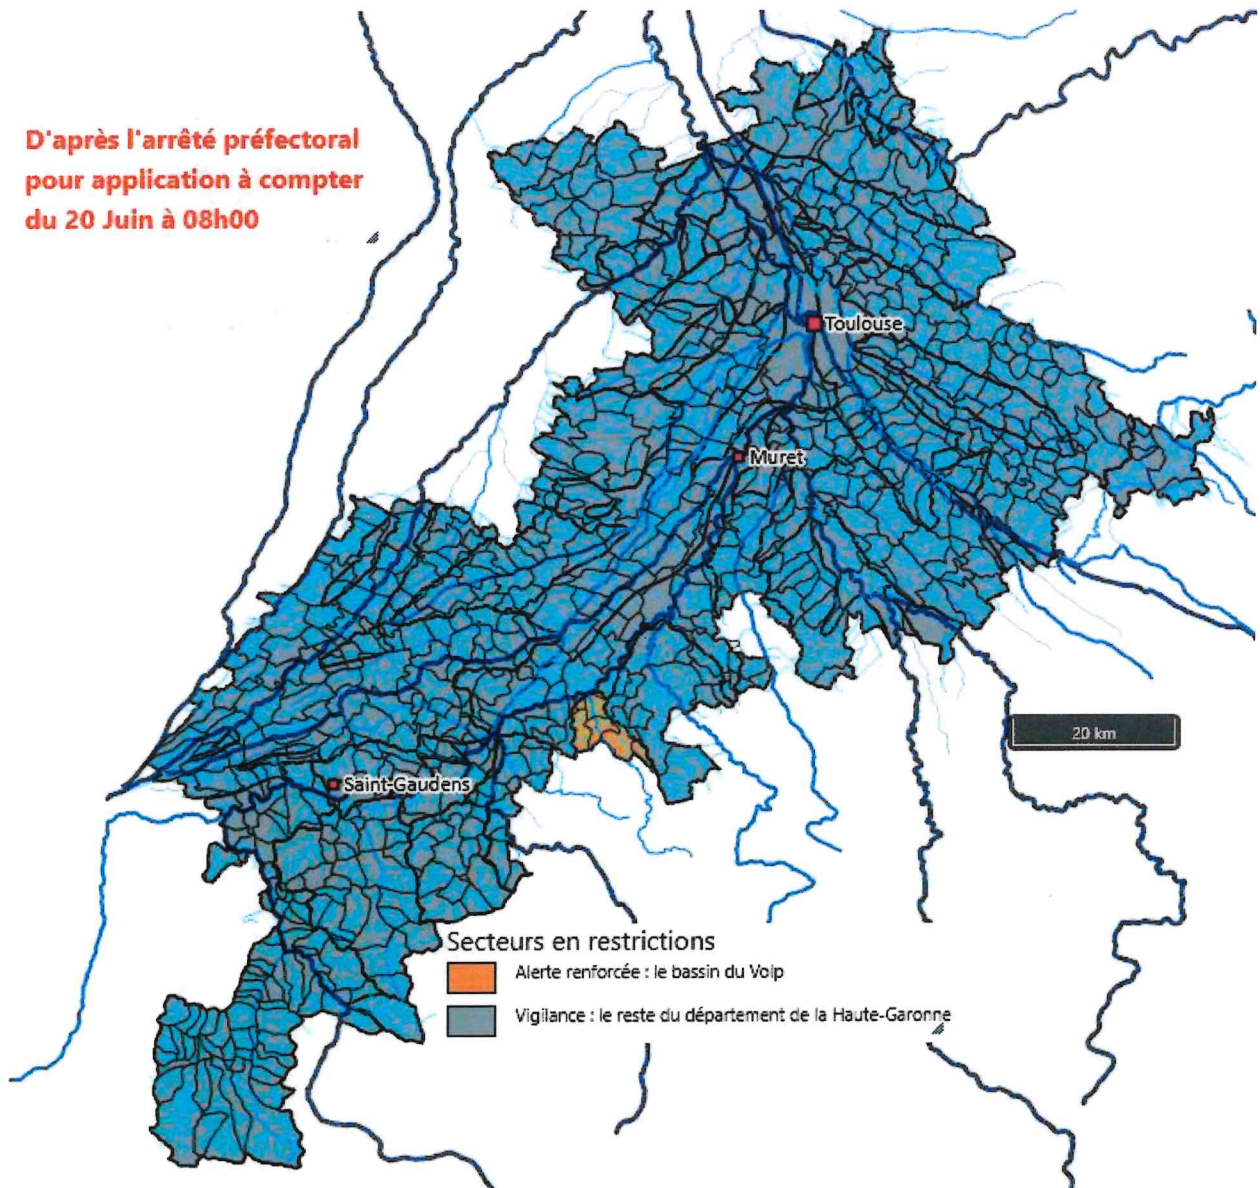 D'après l'arrêté préfectoral
pour application à compter
du 20 Juin à 08h00
Toulouse
Muret
20 km
Saint-Gaudens
Secteurs en restrictions
Alerte renforcée : le bassin du Volp
Vigilance : le reste du département de la Haute-Garonne